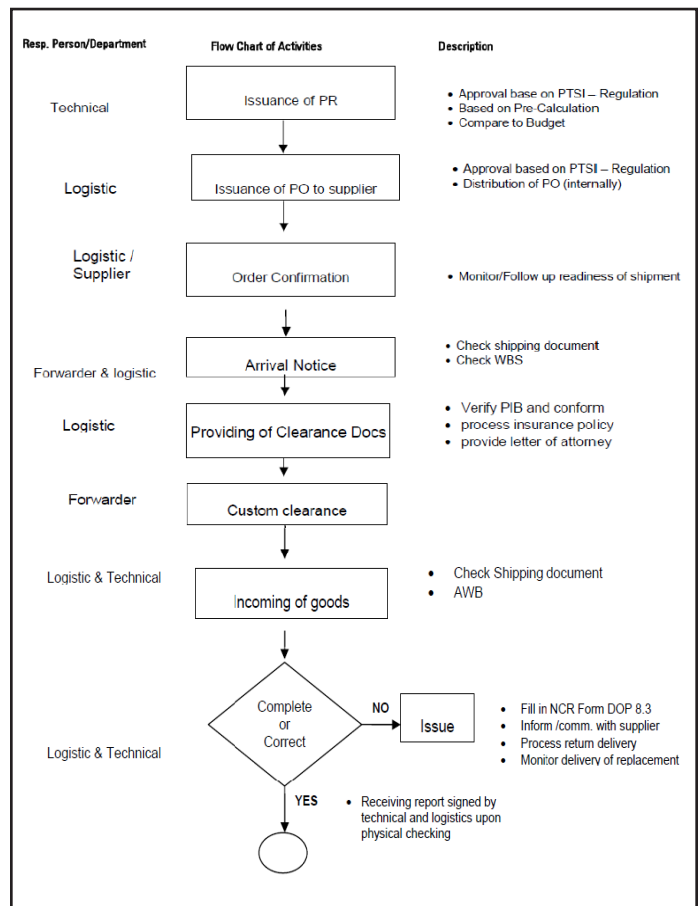 Resp. Person/Department
Flow Chart of Activities
Description
Technical
Issuance of PR
• Approval base on PTSI – Regulation
• Based on Pre-Calculation
• Compare to Budget
Logistic
Issuance of PO to supplier
• Approval based on PTSI – Regulation
• Distribution of PO (internally)
Logistic /
Supplier
Order Confirmation
• Monitor/Follow up readiness of shipment
Forwarder & logistic
Arrival Notice
• Check shipping document
• Check WBS
Logistic
Providing of Clearance Docs
• Verify PIB and conform
• process insurance policy
• provide letter of attorney
Forwarder
Custom clearance
Logistic & Technical
Incoming of goods
• Check Shipping document
• AWB
Logistic & Technical
Complete
or
Correct
NO
Issue
• Fill in NCR Form DOP 8.3
• Inform /comm. with supplier
• Process return delivery
• Monitor delivery of replacement
YES
• Receiving report signed by
technical and logistics upon
physical checking